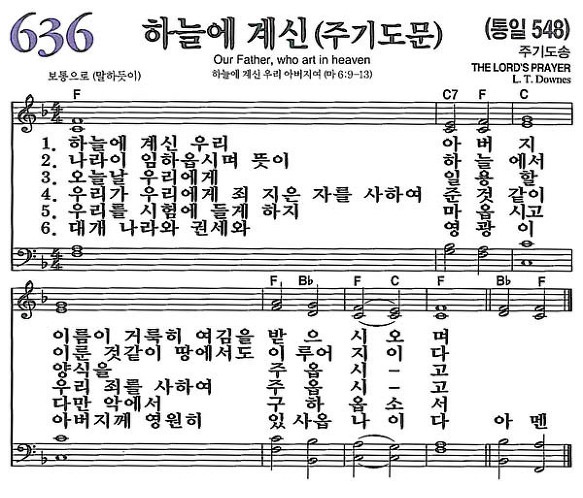 636 하늘에 계신 (주기도문) (통일 548)
Our Father, who art in heaven
주기도송
보통으로 (말하듯이) 하늘에 계신 우리 아버지여 (마 6:9-13) THE LORD'S PRAYER
L. T. Downes
F C7 F C
1. 하늘에 계신 우리 아 버 지
2. 나라이 임하옵시며 뜻이 하 늘 에서
3. 오늘날 우리에게 일 용 할
4. 우리가 우리에게 죄 지은 자를 사하여 준 것 같이
5. 우리를 시험에 들게 하지 마 옵 시고
6. 대개 나라와 권세와 영 광 이
F B♭ F C F B♭ F
이름이 거룩히 여김을 받 으 시 오 며
이룬 것같이 땅에서도 이 루어 지 이 다
양식을 주 옵 시 – 고
우리 죄를 사하여 주 옵 시 – 고
다만 악에서 구 하 옵 소 서
아버지께 영원히 있 사옵 나 이 다 아 멘